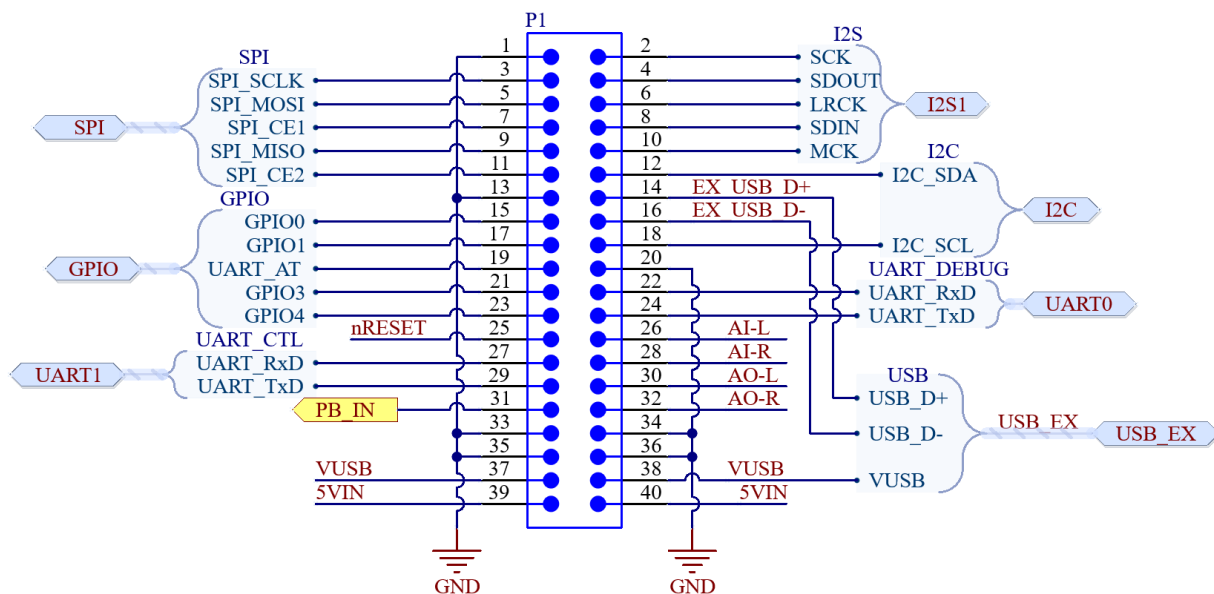 P1
1 2
3 4
5 6
7 8
9 10
11 12
13 14
15 16
17 18
19 20
21 22
23 24
25 26
27 28
29 30
31 32
33 34
35 36
37 38
39 40
SPI
SPI_SCLK
SPI_MOSI
SPI_CE1
SPI_MISO
SPI_CE2
SPI
GPIO
GPIO0
GPIO1
UART_AT
GPIO3
GPIO4
GPIO
nRESET
UART_CTL
UART_RxD
UART_TxD
UART1
PB_IN
VUSB
5VIN
GND
I2S
SCK
SDOUT
LRCK
SDIN
MCK
I2S1
I2C
I2C_SDA
I2C_SCL
I2C
EX_USB_D+
EX_USB_D-
UART_DEBUG
UART_RxD
UART_TxD
UART0
AI-L
AI-R
AO-L
AO-R
USB
USB_D+
USB_D-
VUSB
USB_EX
USB_EX
VUSB
5VIN
GND